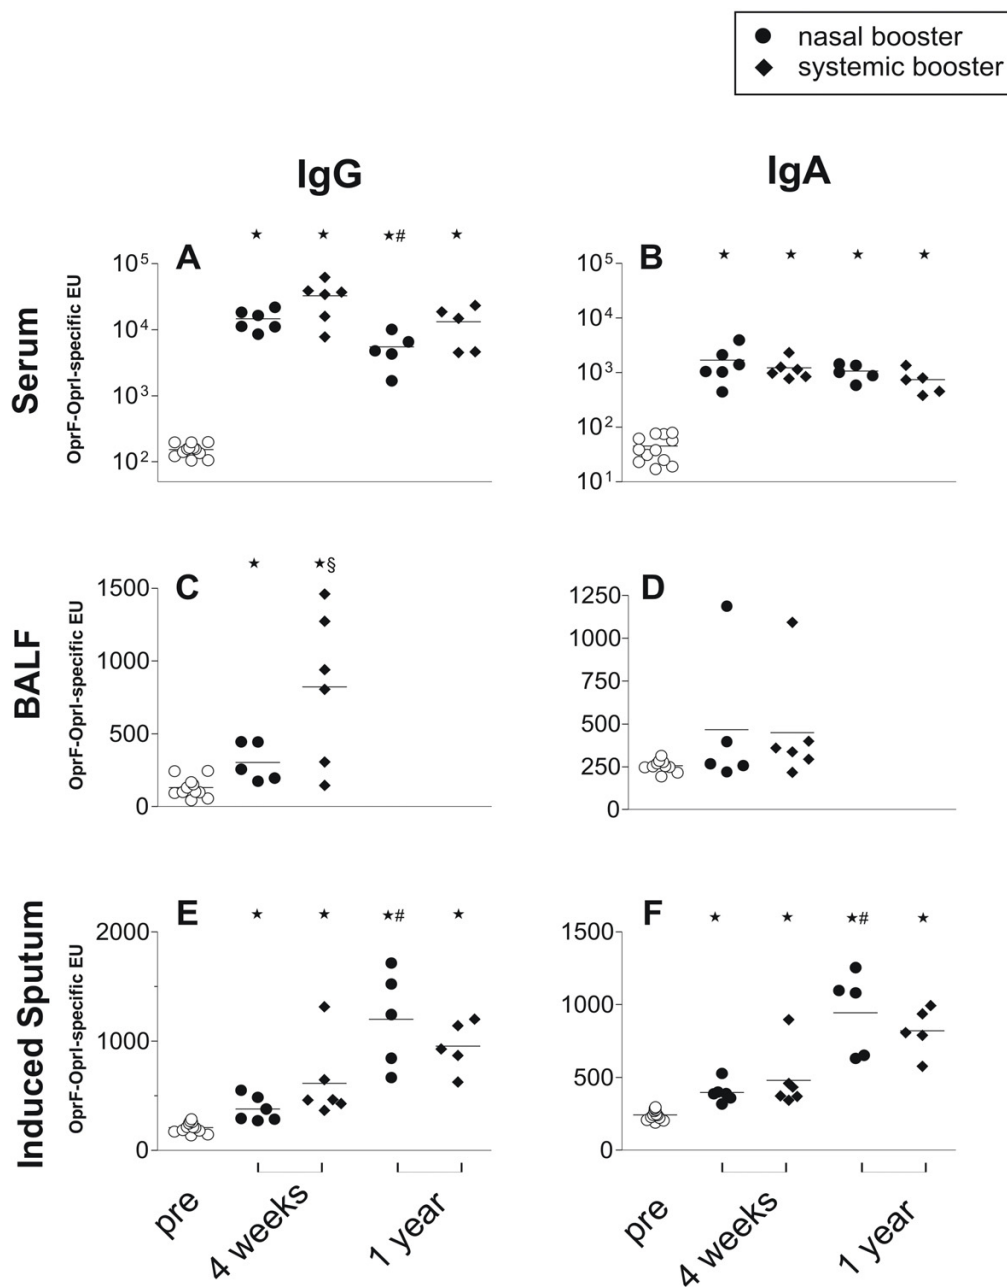 nasal booster
systemic booster
IgG
IgA
Serum
OprF-OprI-specific EU
A
★ ★ ★# ★
10⁵
10⁴
10³
10²
B
★ ★ ★ ★
10⁵
10⁴
10³
10²
10¹
BALF
OprF-OprI-specific EU
C
★ ★§
1500
1000
500
0
D
1250
1000
750
500
250
0
Induced Sputum
OprF-OprI-specific EU
E
★ ★ ★# ★
2000
1000
0
F
★ ★ ★# ★
1500
1000
500
0
pre
4 weeks
1 year
pre
4 weeks
1 year